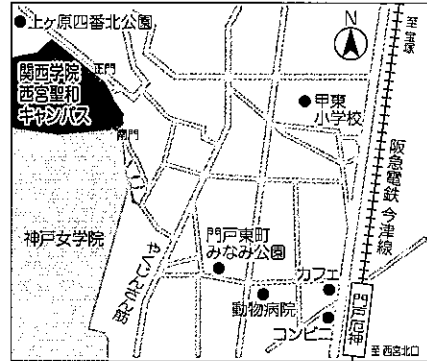 上ヶ原四番北公園
N
至 宝塚
正門
関西学院
西宮聖和
キャンパス
甲東
小学校
南門
阪急電鉄 今津線
神戸女学院
やくじんさん筋
門戸東町
みなみ公園
カフェ
動物病院
コンビニ
門戸厄神
至 西宮北口